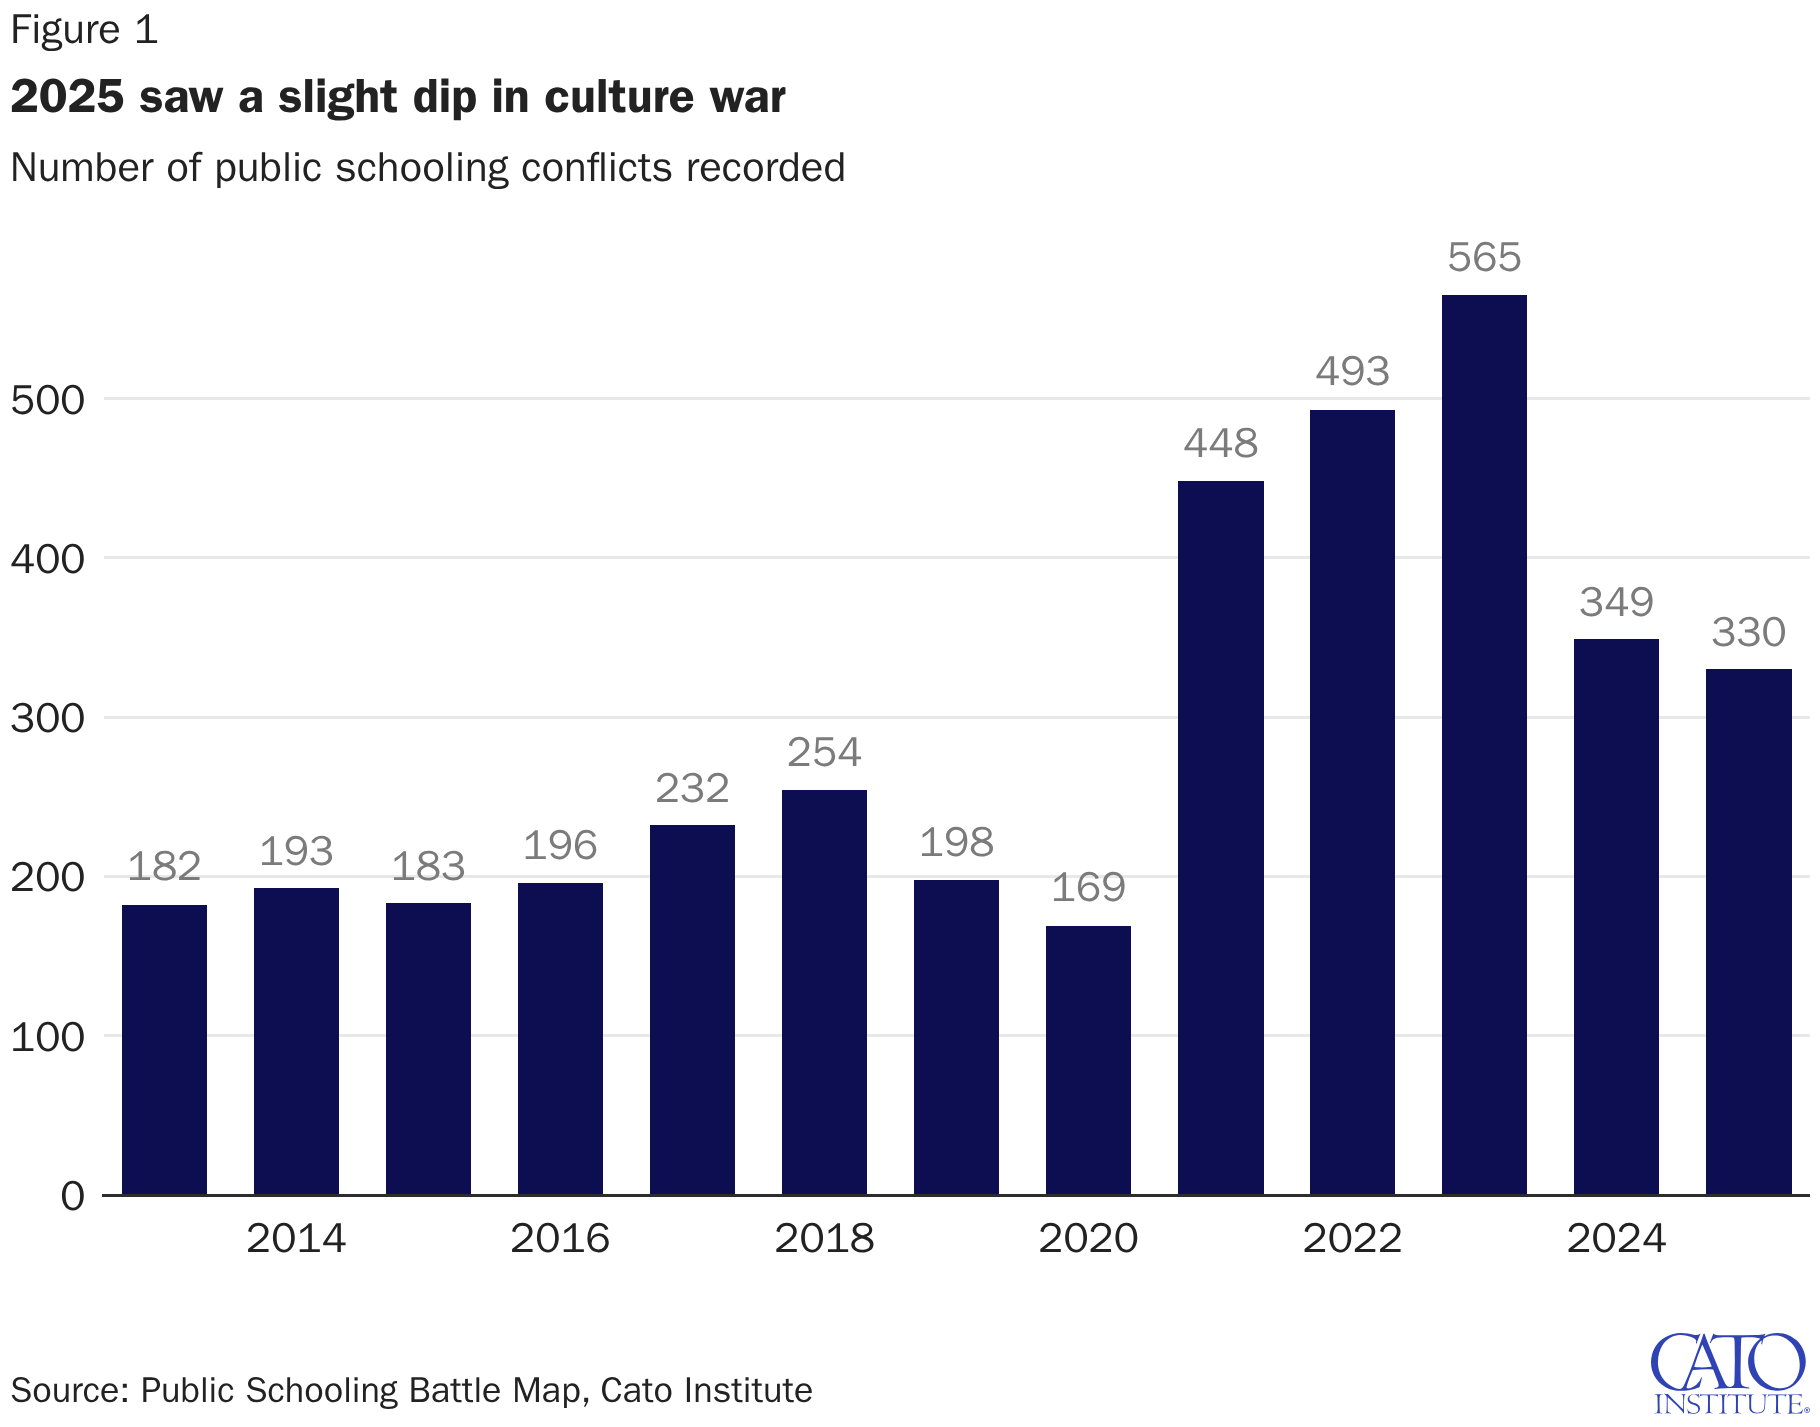 Figure 1
2025 saw a slight dip in culture war
Number of public schooling conflicts recorded
565
493
500
448
400
349
330
300
254
232
198
196
193
183
182
200
169
100
0
2014 2016 2018 2020 2022 2024
CATO
INSTITUTE®
Source: Public Schooling Battle Map, Cato Institute